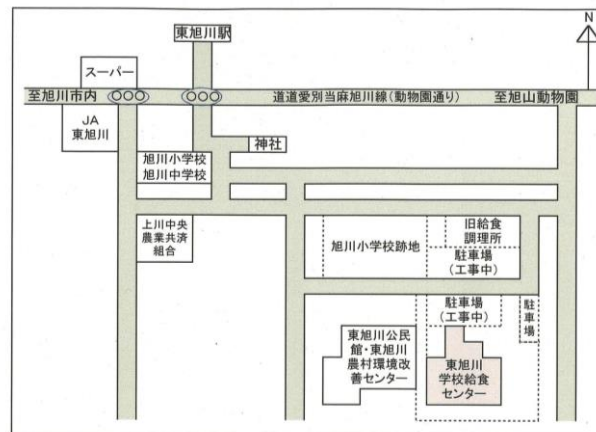 東旭川駅
N
スーパー
至旭川市内
道道愛別当麻旭川線(動物園通り)
至旭山動物園
JA
東旭川
神社
旭川小学校
旭川中学校
上川中央
農業共済
組合
旭川小学校跡地
旧給食
調理所
駐車場
(工事中)
駐車場
(工事中)
駐車場
東旭川公民
館・東旭川
農村環境改
善センター
東旭川
学校給食
センター